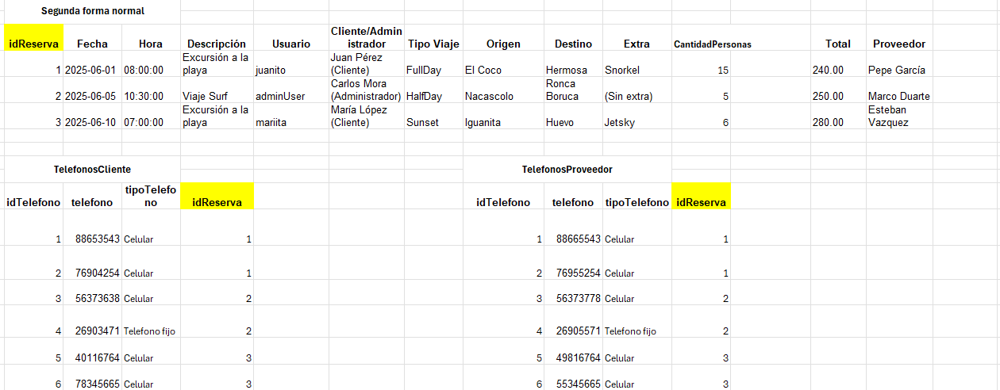 Segunda forma normal
idReserva Fecha Hora Descripción Usuario Cliente/Admin
istrador Tipo Viaje Origen Destino Extra CantidadPersonas Total Proveedor
1 2025-06-01 08:00:00 Excursión a la
playa juanito Juan Pérez
(Cliente) FullDay El Coco Hermosa Snorkel 15 240.00 Pepe García
2 2025-06-05 10:30:00 Viaje Surf adminUser Carlos Mora
(Administrador) HalfDay Nacascolo Ronca
Boruca (Sin extra) 5 250.00 Marco Duarte
3 2025-06-10 07:00:00 Excursión a la
playa mariita María López
(Cliente) Sunset Iguanita Huevo Jetsky 6 280.00 Esteban
Vazquez
TelefonosCliente TelefonosProveedor
idTelefono telefono tipoTelefo
no idReserva idTelefono telefono tipoTelefono idReserva
1 88653543 Celular 1 1 88665543 Celular 1
2 76904254 Celular 1 2 76955254 Celular 1
3 56373638 Celular 2 3 56373778 Celular 2
4 26903471 Telefono fijo 2 4 26905571 Telefono fijo 2
5 40116764 Celular 3 5 49816764 Celular 3
6 78345665 Celular 3 6 55345665 Celular 3